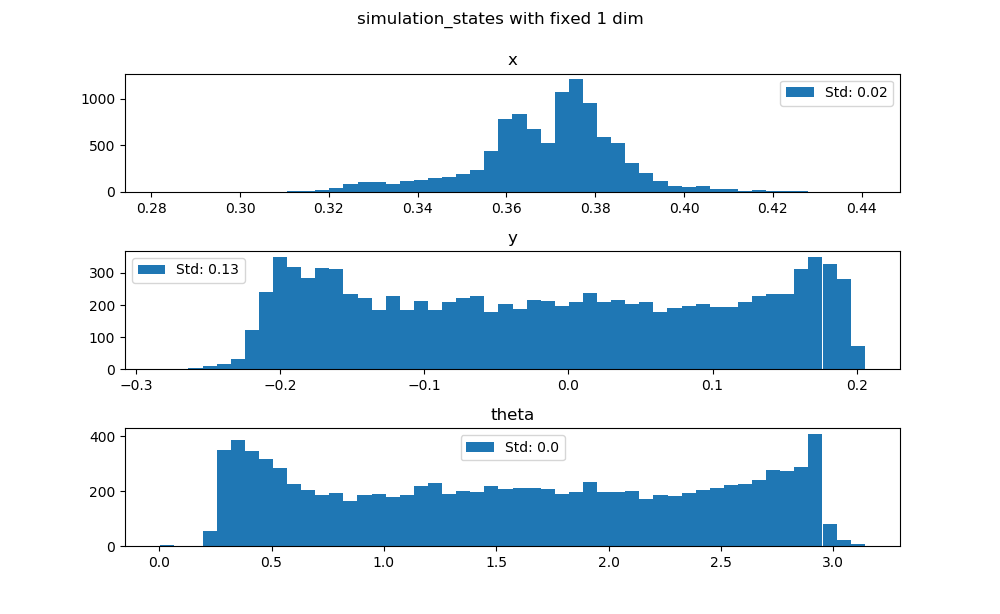 simulation_states with fixed 1 dim
x
Std: 0.02
1000
500
0
0.28 0.30 0.32 0.34 0.36 0.38 0.40 0.42 0.44
y
Std: 0.13
300
200
100
0
−0.3 −0.2 −0.1 0.0 0.1 0.2
theta
Std: 0.0
400
200
0
0.0 0.5 1.0 1.5 2.0 2.5 3.0